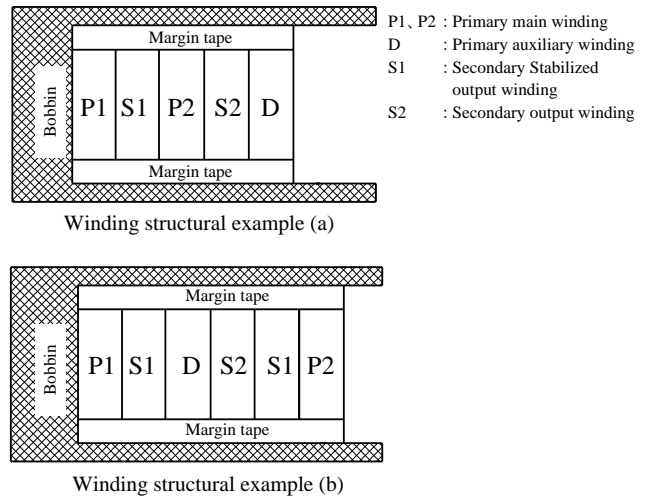 Margin tape
Bobbin
P1 S1 P2 S2 D
Margin tape
Winding structural example (a)
P1、P2 : Primary main winding
D : Primary auxiliary winding
S1 : Secondary Stabilized
output winding
S2 : Secondary output winding
Margin tape
Bobbin
P1 S1 D S2 S1 P2
Margin tape
Winding structural example (b)